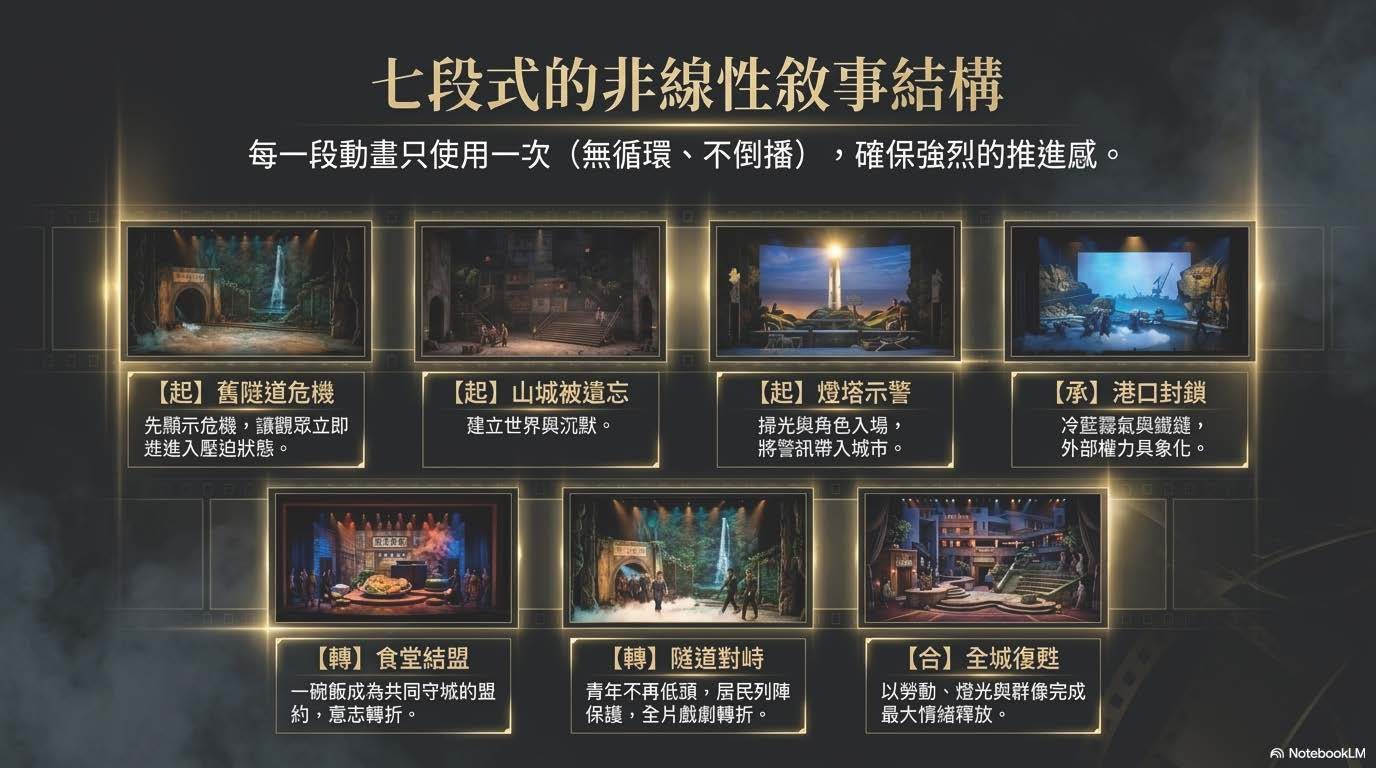 七段式的非線性敘事結構
每一段動畫只使用一次（無循環、不倒播），確保強烈的推進感。
【起】舊隧道危機
先顯示危機，讓觀眾立即
進進入壓迫狀態。
【起】山城被遺忘
建立世界與沉默。
【起】燈塔示警
掃光與角色入場，
將警訊帶入城市。
【承】港口封鎖
冷藍霧氣與鐵鏈，
外部權力具象化。
【轉】食堂結盟
一碗飯成為共同守城的盟
約，意志轉折。
【轉】隧道對峙
青年不再低頭，居民列陣
保護，全片戲劇轉折。
【合】全城復甦
以勞動、燈光與群像完成
最大情緒釋放。
NotebookLM